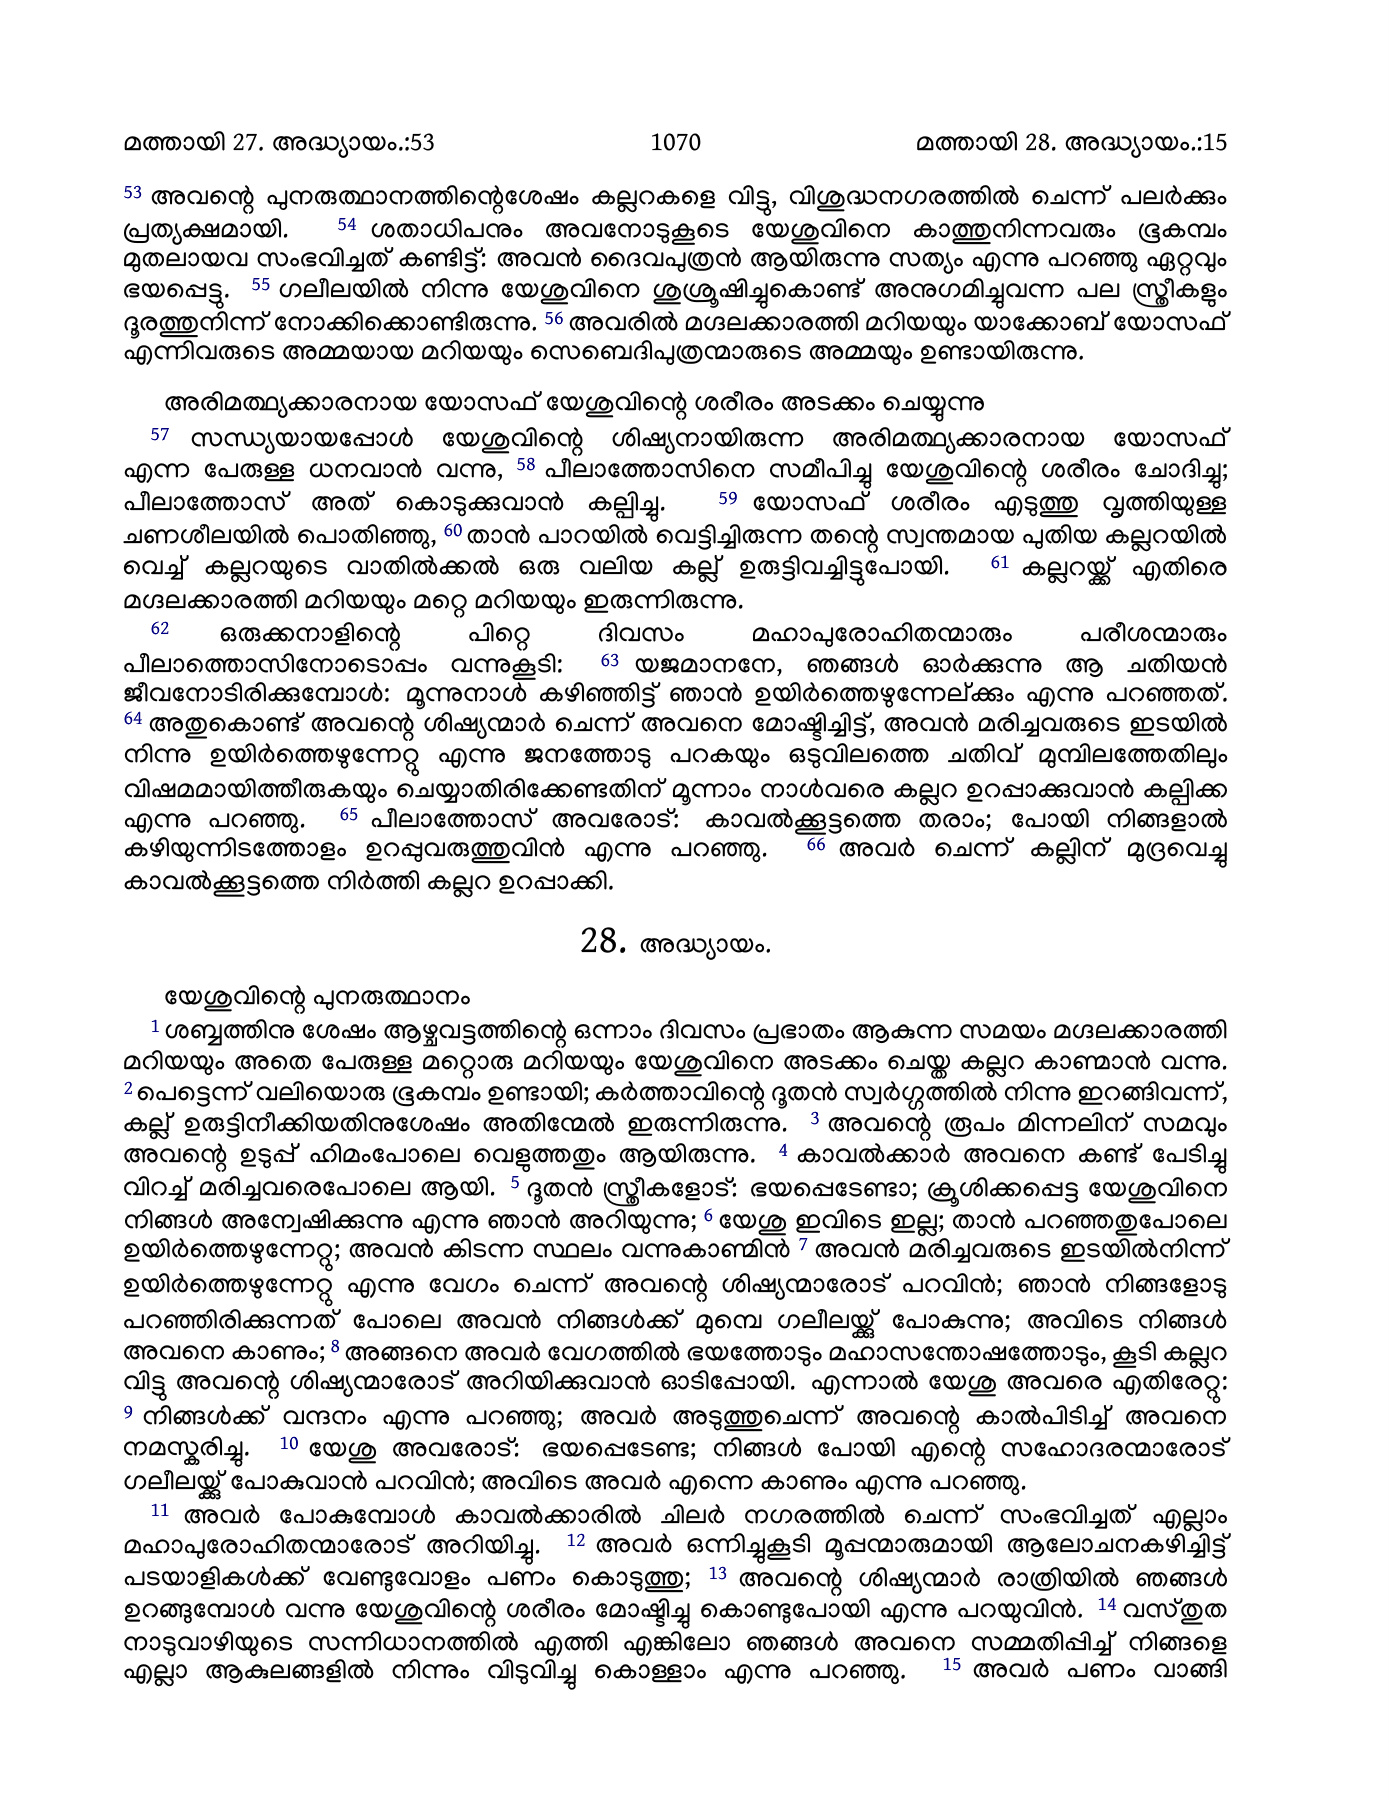 മത്തായി 27. അദ്ധ്യായം.:53 1070 മത്തായി 28. അദ്ധ്യായം.:15
53 അവന്റെ പുനരുത്ഥാനത്തിന്റെശേഷം കല്ലറകളെ വിട്ടു, വിശുദ്ധനഗരത്തിൽ ചെന്ന് പലർക്കും
പ്രത്യക്ഷമായി. 54 ശതാധിപനും അവനോടുകൂടെ യേശുവിനെ കാത്തുനിന്നവരും ഭൂകമ്പം
മുതലായവ സംഭവിച്ചത് കണ്ടിട്ട്: അവൻ ദൈവപുത്രൻ ആയിരുന്നു സത്യം എന്നു പറഞ്ഞു ഏറ്റവും
ഭയപ്പെട്ടു. 55 ഗലീലയിൽ നിന്നു യേശുവിനെ ശുശ്രൂഷിച്ചുകൊണ്ട് അനുഗമിച്ചുവന്ന പല സ്ത്രീകളും
ദൂരത്തുനിന്ന് നോക്കിക്കൊണ്ടിരുന്നു. 56 അവരിൽ മഗ്ദലക്കാരത്തി മറിയയും യാക്കോബ് യോസഫ്
എന്നിവരുടെ അമ്മയായ മറിയയും സെബെദിപുത്രന്മാരുടെ അമ്മയും ഉണ്ടായിരുന്നു.
അരിമത്ഥ്യക്കാരനായ യോസഫ് യേശുവിന്റെ ശരീരം അടക്കം ചെയ്യുന്നു
57 സന്ധ്യയായപ്പോൾ യേശുവിന്റെ ശിഷ്യനായിരുന്ന അരിമത്ഥ്യക്കാരനായ യോസഫ്
എന്ന പേരുള്ള ധനവാൻ വന്നു, 58 പീലാത്തോസിനെ സമീപിച്ചു യേശുവിന്റെ ശരീരം ചോദിച്ചു;
പീലാത്തോസ് അത് കൊടുക്കുവാൻ കല്പിച്ചു. 59 യോസഫ് ശരീരം എടുത്തു വൃത്തിയുള്ള
ചണശീലയിൽ പൊതിഞ്ഞു, 60 താൻ പാറയിൽ വെട്ടിച്ചിരുന്ന തന്റെ സ്വന്തമായ പുതിയ കല്ലറയിൽ
വെച്ച് കല്ലറയുടെ വാതിൽക്കൽ ഒരു വലിയ കല്ല് ഉരുട്ടിവച്ചിട്ടുപോയി. 61 കല്ലറയ്ക്ക് എതിരെ
മഗ്ദലക്കാരത്തി മറിയയും മറ്റെ മറിയയും ഇരുന്നിരുന്നു.
62 ഒരുക്കനാളിന്റെ പിറ്റെ ദിവസം മഹാപുരോഹിതന്മാരും പരീശന്മാരും
പീലാത്തൊസിനോടൊപ്പം വന്നുകൂടി: 63 യജമാനനേ, ഞങ്ങൾ ഓർക്കുന്നു ആ ചതിയൻ
ജീവനോടിരിക്കുമ്പോൾ: മൂന്നുനാൾ കഴിഞ്ഞിട്ട് ഞാൻ ഉയിർത്തെഴുന്നേല്ക്കും എന്നു പറഞ്ഞത്.
64 അതുകൊണ്ട് അവന്റെ ശിഷ്യന്മാർ ചെന്ന് അവനെ മോഷ്ടിച്ചിട്ട്, അവൻ മരിച്ചവരുടെ ഇടയിൽ
നിന്നു ഉയിർത്തെഴുന്നേറ്റു എന്നു ജനത്തോടു പറകയും ഒടുവിലത്തെ ചതിവ് മുമ്പിലത്തേതിലും
വിഷമമായിത്തീരുകയും ചെയ്യാതിരിക്കേണ്ടതിന് മൂന്നാം നാൾവരെ കല്ലറ ഉറപ്പാക്കുവാൻ കല്പിക്ക
എന്നു പറഞ്ഞു. 65 പീലാത്തോസ് അവരോട്: കാവൽക്കൂട്ടത്തെ തരാം; പോയി നിങ്ങളാൽ
കഴിയുന്നിടത്തോളം ഉറപ്പുവരുത്തുവിൻ എന്നു പറഞ്ഞു. 66 അവർ ചെന്ന് കല്ലിന് മുദ്രവെച്ചു
കാവൽക്കൂട്ടത്തെ നിർത്തി കല്ലറ ഉറപ്പാക്കി.
28. അദ്ധ്യായം.
യേശുവിന്റെ പുനരുത്ഥാനം
1 ശബ്ബത്തിനു ശേഷം ആഴ്ചവട്ടത്തിന്റെ ഒന്നാം ദിവസം പ്രഭാതം ആകുന്ന സമയം മഗ്ദലക്കാരത്തി
മറിയയും അതെ പേരുള്ള മറ്റൊരു മറിയയും യേശുവിനെ അടക്കം ചെയ്ത കല്ലറ കാണ്മാൻ വന്നു.
2 പെട്ടെന്ന് വലിയൊരു ഭൂകമ്പം ഉണ്ടായി; കർത്താവിന്റെ ദൂതൻ സ്വർഗ്ഗത്തിൽ നിന്നു ഇറങ്ങിവന്ന്,
കല്ല് ഉരുട്ടിനീക്കിയതിനുശേഷം അതിന്മേൽ ഇരുന്നിരുന്നു. 3 അവന്റെ രൂപം മിന്നലിന് സമവും
അവന്റെ ഉടുപ്പ് ഹിമംപോലെ വെളുത്തതും ആയിരുന്നു. 4 കാവൽക്കാർ അവനെ കണ്ട് പേടിച്ചു
വിറച്ച് മരിച്ചവരെപോലെ ആയി. 5 ദൂതൻ സ്ത്രീകളോട്: ഭയപ്പെടേണ്ടാ; ക്രൂശിക്കപ്പെട്ട യേശുവിനെ
നിങ്ങൾ അന്വേഷിക്കുന്നു എന്നു ഞാൻ അറിയുന്നു; 6 യേശു ഇവിടെ ഇല്ല; താൻ പറഞ്ഞതുപോലെ
ഉയിർത്തെഴുന്നേറ്റു; അവൻ കിടന്ന സ്ഥലം വന്നുകാണ്മിൻ 7 അവൻ മരിച്ചവരുടെ ഇടയിൽനിന്ന്
ഉയിർത്തെഴുന്നേറ്റു എന്നു വേഗം ചെന്ന് അവന്റെ ശിഷ്യന്മാരോട് പറവിൻ; ഞാൻ നിങ്ങളോടു
പറഞ്ഞിരിക്കുന്നത് പോലെ അവൻ നിങ്ങൾക്ക് മുമ്പെ ഗലീലയ്ക്കു് പോകുന്നു; അവിടെ നിങ്ങൾ
അവനെ കാണും; 8 അങ്ങനെ അവർ വേഗത്തിൽ ഭയത്തോടും മഹാസന്തോഷത്തോടും, കൂടി കല്ലറ
വിട്ടു അവന്റെ ശിഷ്യന്മാരോട് അറിയിക്കുവാൻ ഓടിപ്പോയി. എന്നാൽ യേശു അവരെ എതിരേറ്റു:
9 നിങ്ങൾക്ക് വന്ദനം എന്നു പറഞ്ഞു; അവർ അടുത്തുചെന്ന് അവന്റെ കാൽപിടിച്ച് അവനെ
നമസ്കരിച്ചു. 10 യേശു അവരോട്: ഭയപ്പെടേണ്ട; നിങ്ങൾ പോയി എന്റെ സഹോദരന്മാരോട്
ഗലീലയ്ക്കു് പോകുവാൻ പറവിൻ; അവിടെ അവർ എന്നെ കാണും എന്നു പറഞ്ഞു.
11 അവർ പോകുമ്പോൾ കാവൽക്കാരിൽ ചിലർ നഗരത്തിൽ ചെന്ന് സംഭവിച്ചത് എല്ലാം
മഹാപുരോഹിതന്മാരോട് അറിയിച്ചു. 12 അവർ ഒന്നിച്ചുകൂടി മൂപ്പന്മാരുമായി ആലോചനകഴിച്ചിട്ട്
പടയാളികൾക്ക് വേണ്ടുവോളം പണം കൊടുത്തു; 13 അവന്റെ ശിഷ്യന്മാർ രാത്രിയിൽ ഞങ്ങൾ
ഉറങ്ങുമ്പോൾ വന്നു യേശുവിന്റെ ശരീരം മോഷ്ടിച്ചു കൊണ്ടുപോയി എന്നു പറയുവിൻ. 14 വസ്തുത
നാടുവാഴിയുടെ സന്നിധാനത്തിൽ എത്തി എങ്കിലോ ഞങ്ങൾ അവനെ സമ്മതിപ്പിച്ച് നിങ്ങളെ
എല്ലാ ആകുലങ്ങളിൽ നിന്നും വിടുവിച്ചു കൊള്ളാം എന്നു പറഞ്ഞു. 15 അവർ പണം വാങ്ങി